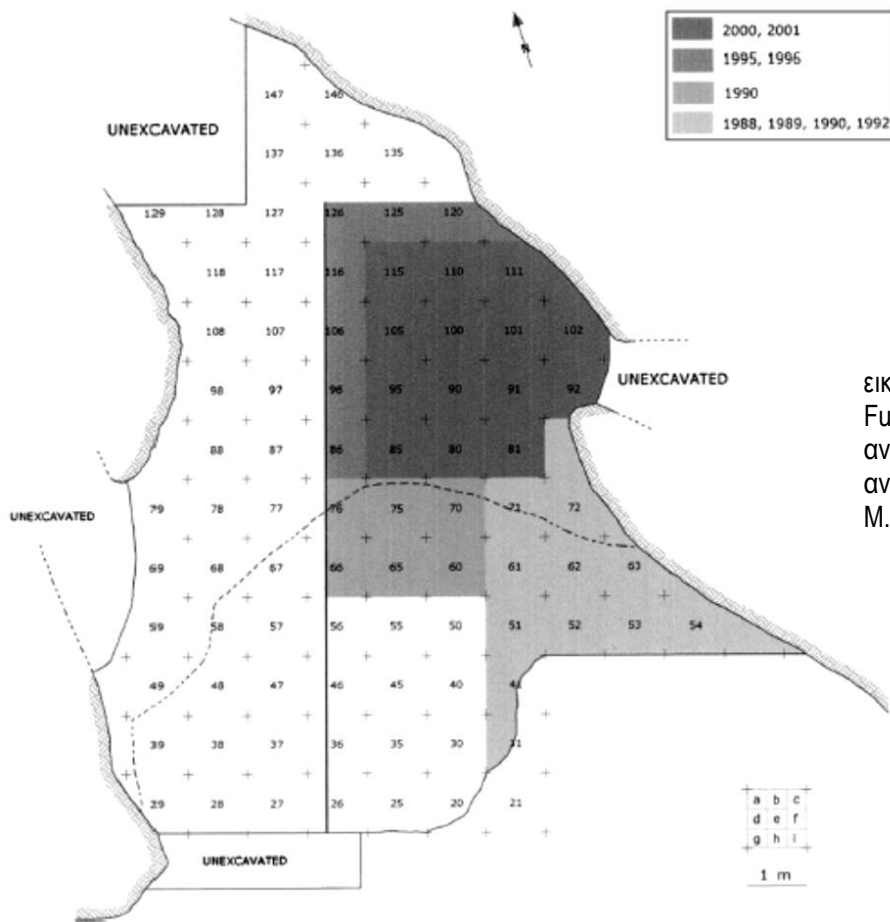 N
2000, 2001
1995, 1996
1990
1988, 1989, 1990, 1992
147 146
UNEXCAVATED
137 136 135
129 128 127 126 125 120
118 117 116 115 110 111
108 107 106 105 100 101 102
98 97 96 95 90 91 92 UNEXCAVATED
εικ
Fu
αν
αν
M.
88 87 86 85 80 81
UNEXCAVATED 79 78 77 76 75 70 71 72
69 68 67 66 65 60 61 62 63
59 58 57 56 55 50 51 52 53 54
49 48 47 46 45 40 41
39 38 37 36 35 30 31
29 28 27 26 25 20 21
a b c
d e f
g h i
1 m
UNEXCAVATED